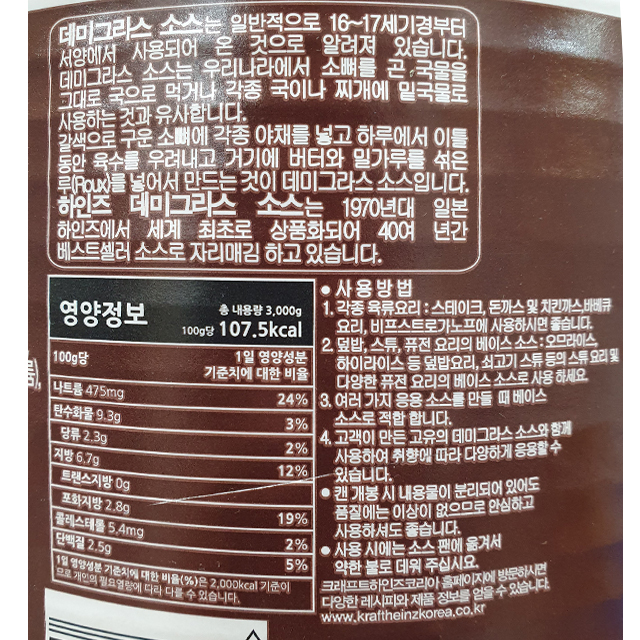 데미그라스 소스는 일반적으로 16~17세기경부터
서양에서 사용되어 온 것으로 알려져 있습니다.
데미그라스 소스는, 우리나라에서 소뼈를 곤 국물을
그대로 국으로 먹거나 각종 국이나 찌개에 밑국물로
사용하는 것과 유사합니다.
갈색으로 구운 소뼈에 각종 야채를 넣고 하루에서 이틀
동안 육수를 우려내고 거기에 버터와 밀가루를 섞은
루(Roux)를 넣어서 만드는 것이 데미그라스 소스입니다.
하인즈 데미그라스 소스는 1970년대 일본
하인즈에서 세계 최초로 상품화되어 40여 년간
베스트셀러 소스로 자리매김 하고 있습니다.
영양정보
총 내용량 3,000g
100g당 107.5kcal
100g당
1일 영양성분
기준치에 대한 비율
나트륨 475mg 24%
탄수화물 9.3g 3%
당류 2.3g 2%
지방 6.7g 12%
트랜스지방 0g
포화지방 2.8g 19%
콜레스테롤 5.4mg 2%
단백질 2.5g 5%
1일 영양성분 기준치에 대한 비율(%)은 2,000kcal 기준이
므로 개인의 필요열량에 따라 다를 수 있습니다.
• 사용방법
1. 각종 육류요리 : 스테이크, 돈까스 및 치킨까스, 바베큐
요리, 비프스트로가노프에 사용하시면 좋습니다.
2. 덮밥, 스튜, 퓨전 요리의 베이스 소스 : 오므라이스,
하이라이스 등 덮밥요리, 쇠고기 스튜 등의 스튜 요리 및
다양한 퓨전 요리의 베이스 소스로 사용 하세요.
3. 여러 가지 응용 소스를 만들 때 베이스
소스로 적합 합니다.
4. 고객이 만든 고유의 데미그라스 소스와 함께
사용하여 취향에 따라 다양하게 응용할 수
있습니다.
• 캔 개봉 시 내용물이 분리되어 있어도
품질에는 이상이 없으므로 안심하고
사용하셔도 좋습니다.
• 사용 시에는 소스 팬에 옮겨서
약한 불로 데워 주십시요.
크래프트하인즈코리아 홈페이지에 방문하시면
다양한 레시피와 제품 정보를 얻을 수 있습니다.
www.kraftheinzkorea.co.kr